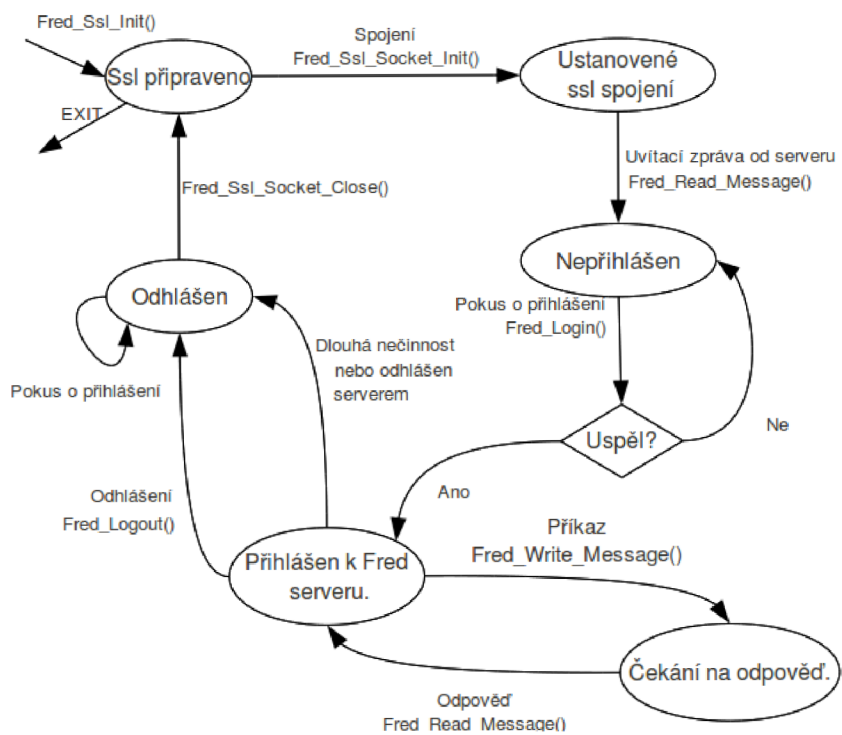 Fred_Ssl_Init()
Ssl připraveno
EXIT
Spojení
Fred_Ssl_Socket_Init()
Ustanovené
ssl spojení
Uvítací zpráva od serveru
Fred_Read_Message()
Fred_Ssl_Socket_Close()
Nepřihlášen
Odhlášen
Pokus o přihlášení
Fred_Login()
Dlouhá nečinnost
nebo odhlášen
serverem
Pokus o přihlášení
Uspěl?
Ne
Ano
Odhlášení
Fred_Logout()
Příkaz
Fred_Write_Message()
Přihlášen k Fred
serveru.
Čekání na odpověď.
Odpověď
Fred_Read_Message()